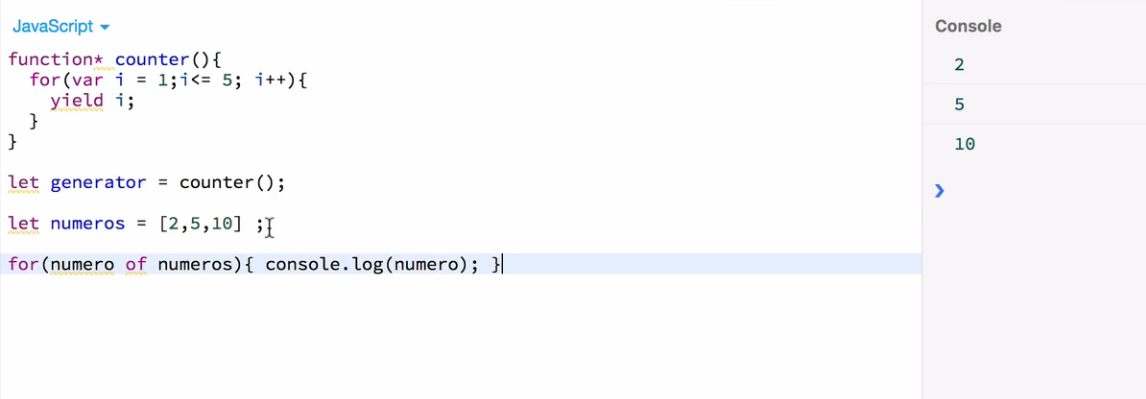 JavaScript
function* counter(){
for(var i = 1;i<= 5; i++){
yield i;
}
}
let generator = counter();
let numeros = [2,5,10] ;
for(numero of numeros){ console.log(numero); }
Console
2
5
10